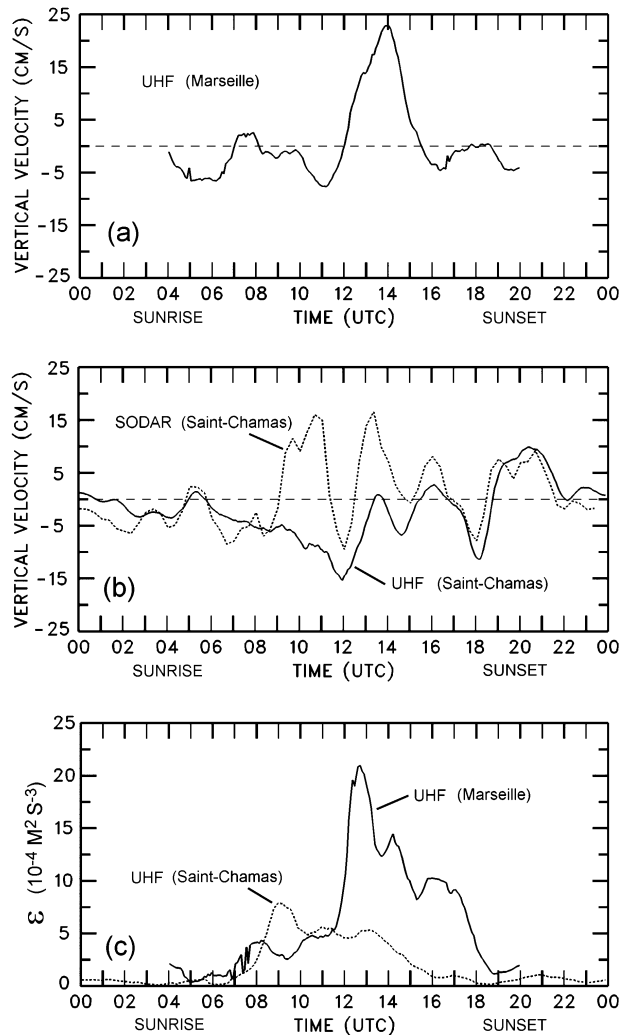 VERTICAL VELOCITY (CM/S)
25
15
5
-5
-15
-25
UHF (Marseille)
(a)
00 02 04 06 08 10 12 14 16 18 20 22 00
SUNRISE TIME (UTC) SUNSET
VERTICAL VELOCITY (CM/S)
25
15
5
-5
-15
-25
SODAR (Saint-Chamas)
UHF (Saint-Chamas)
(b)
00 02 04 06 08 10 12 14 16 18 20 22 00
SUNRISE TIME (UTC) SUNSET
ε (10-4 M2 S-3)
25
20
15
10
5
0
UHF (Marseille)
UHF (Saint-Chamas)
(c)
00 02 04 06 08 10 12 14 16 18 20 22 00
SUNRISE TIME (UTC) SUNSET